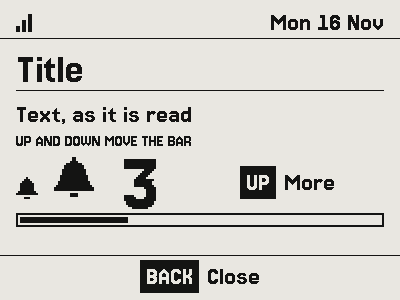 Mon 16 Nov
Title
Text, as it is read
UP AND DOWN MOVE THE BAR
3
UP More
BACK Close